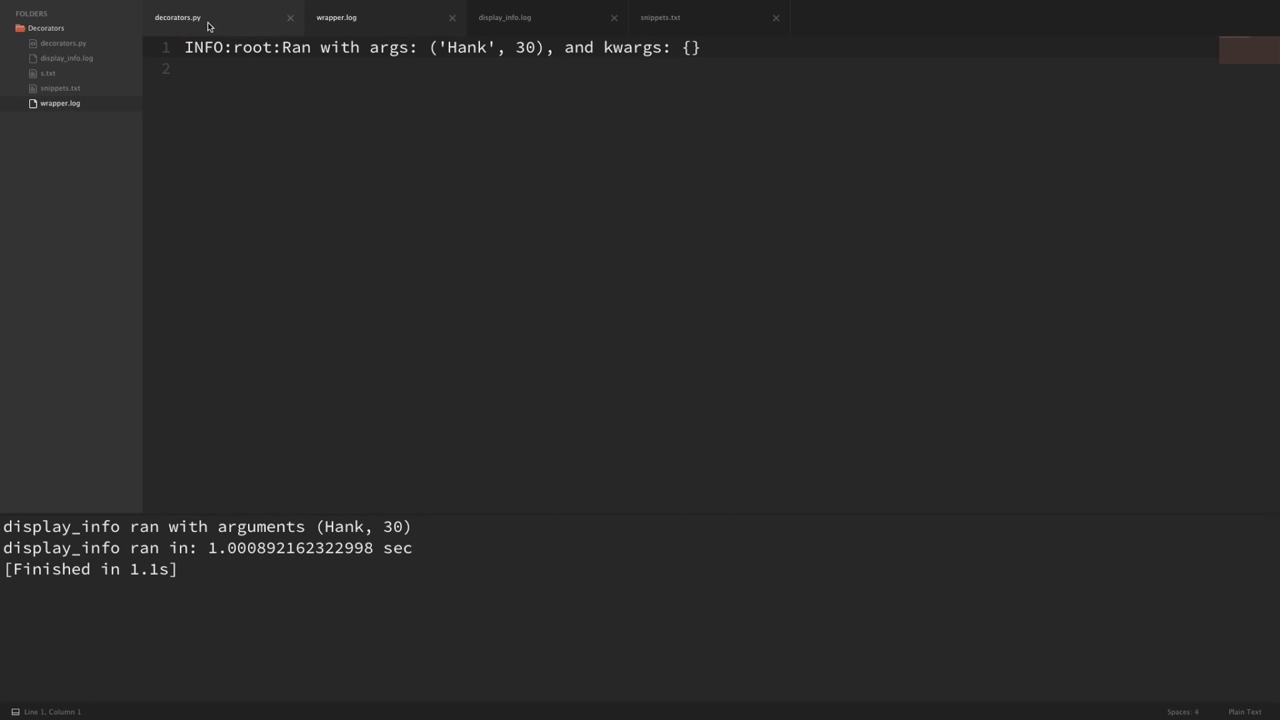 FOLDERS
Decorators
decorators.py
display_info.log
s.txt
snippets.txt
wrapper.log
decorators.py
wrapper.log
display_info.log
snippets.txt
1 INFO:root:Ran with args: ('Hank', 30), and kwargs: {}
2
display_info ran with arguments (Hank, 30)
display_info ran in: 1.000892162322998 sec
[Finished in 1.1s]
Line 1, Column 1
Spaces: 4
Plain Text